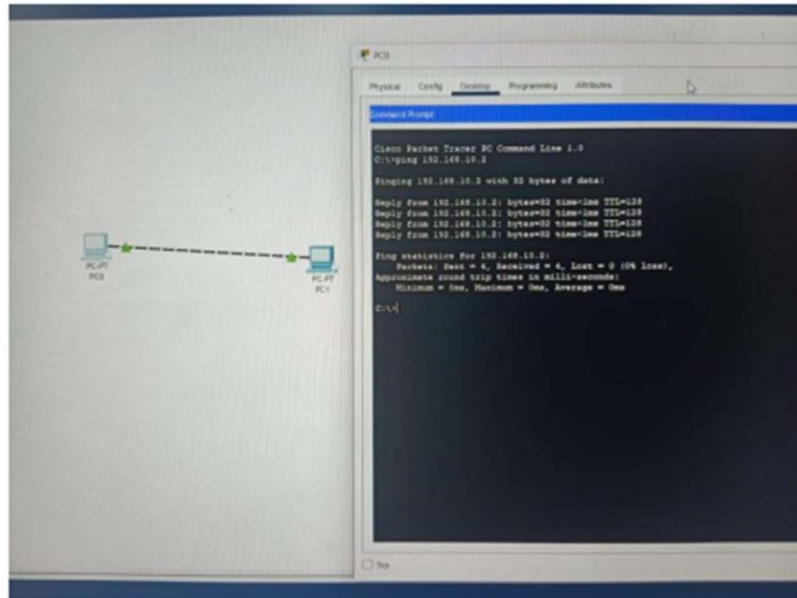 PC0
Physical Config Desktop Programming Attributes
Command Prompt
Cisco Packet Tracer PC Command Line 1.0
C:\>ping 192.168.10.2
Pinging 192.168.10.2 with 32 bytes of data:
Reply from 192.168.10.2: bytes=32 time<1ms TTL=128
Reply from 192.168.10.2: bytes=32 time<1ms TTL=128
Reply from 192.168.10.2: bytes=32 time<1ms TTL=128
Reply from 192.168.10.2: bytes=32 time<1ms TTL=128
Ping statistics for 192.168.10.2:
Packets: Sent = 4, Received = 4, Lost = 0 (0% loss),
Approximate round trip times in milli-seconds:
Minimum = 0ms, Maximum = 0ms, Average = 0ms
C:\>
PC-PT
PC0
PC-PT
PC1
Top